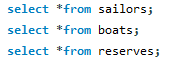 select *from sailors;
select *from boats;
select *from reserves;